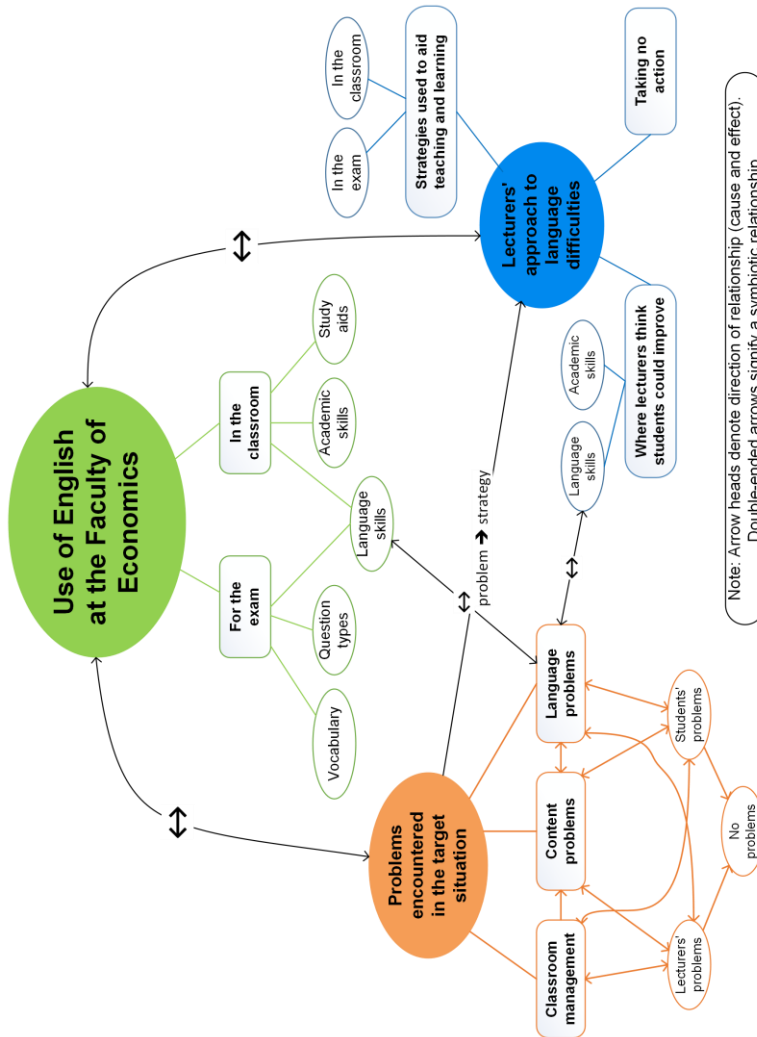 Use of English
at the Faculty of
Economics
For the
exam
In the
classroom
Vocabulary
Question
types
Language
skills
Academic
skills
Study
aids
↔
↔
Problems
encountered
in the target
situation
↔
problem ➔ strategy
Lecturers'
approach to
language
difficulties
Strategies used to aid
teaching and learning
In the
exam
In the
classroom
Taking no
action
Where lecturers think
students could improve
Language
skills
Academic
skills
↔
Classroom
management
Content
problems
Language
problems
Lecturers'
problems
Students'
problems
No
problems
Note: Arrow heads denote direction of relationship (cause and effect).
Double-ended arrows signify a symbiotic relationship